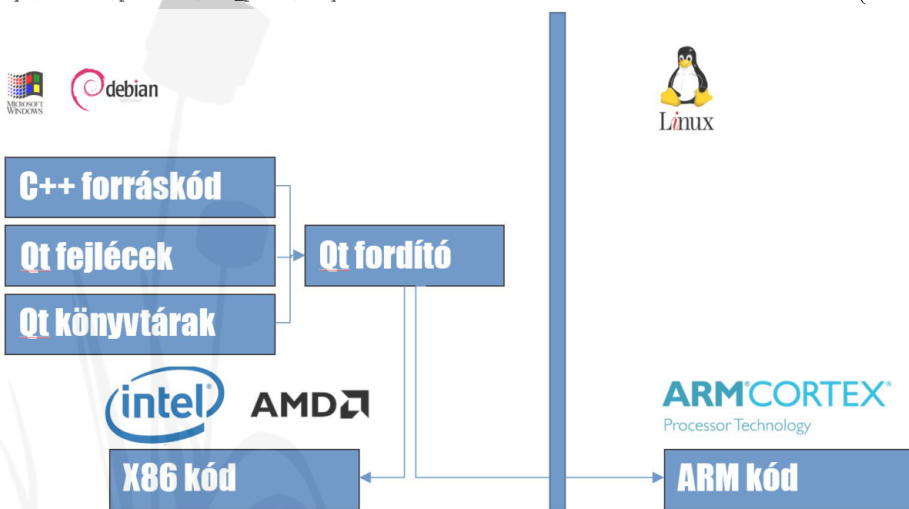 MICROSOFT
WINDOWS
debian
Linux
C++ forráskód
Qt fejlécek
Qt fordító
Qt könyvtárak
intel
AMD
ARM CORTEX
Processor Technology
X86 kód
ARM kód